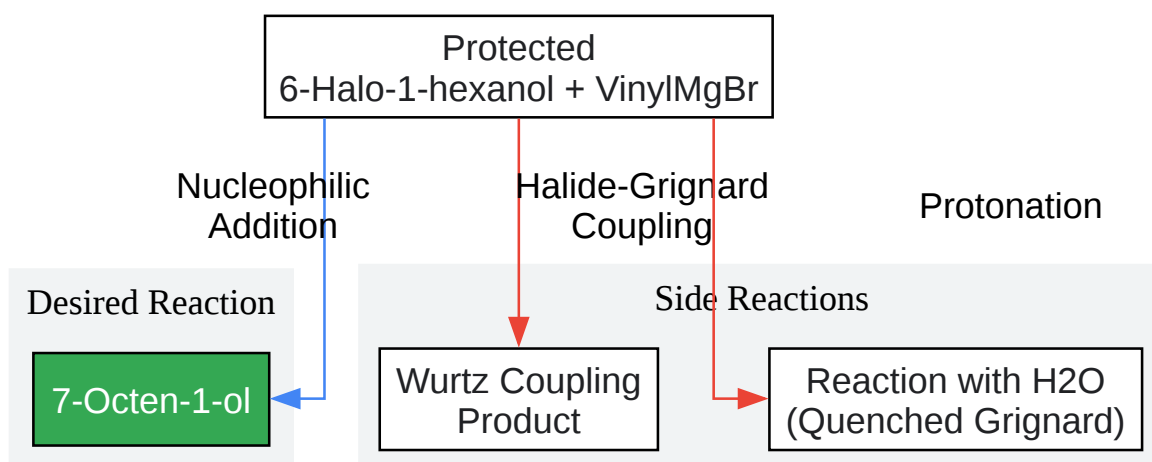 Protected
6-Halo-1-hexanol + VinylMgBr
Nucleophilic
Addition
Halide-Grignard
Coupling
Protonation
Desired Reaction
Side Reactions
7-Octen-1-ol
Wurtz Coupling
Product
Reaction with H2O
(Quenched Grignard)